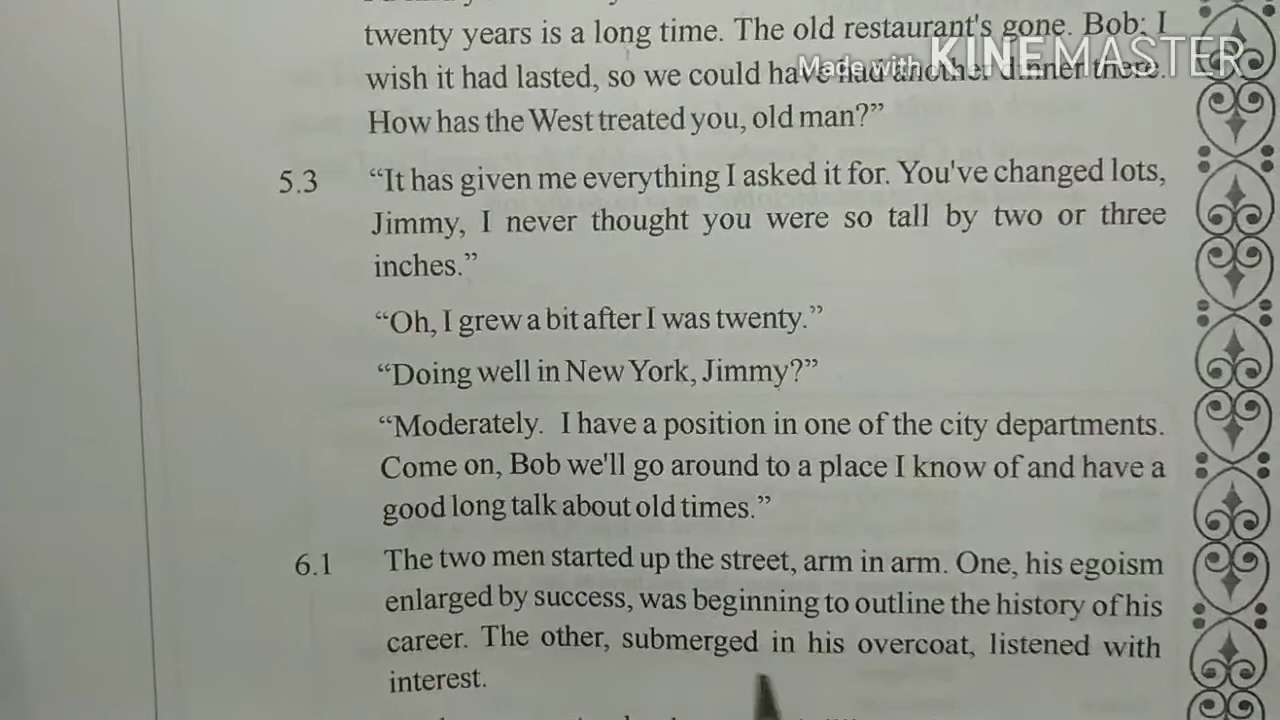 twenty years is a long time. The old restaurant's gone. Bob: I
Made with KINEMASTER
wish it had lasted, so we could have had another dinner there.
How has the West treated you, old man?”
5.3 “It has given me everything I asked it for. You've changed lots,
Jimmy, I never thought you were so tall by two or three
inches.”
“Oh, I grew a bit after I was twenty.”
“Doing well in New York, Jimmy?”
“Moderately. I have a position in one of the city departments.
Come on, Bob we'll go around to a place I know of and have a
good long talk about old times.”
6.1 The two men started up the street, arm in arm. One, his egoism
enlarged by success, was beginning to outline the history of his
career. The other, submerged in his overcoat, listened with
interest.